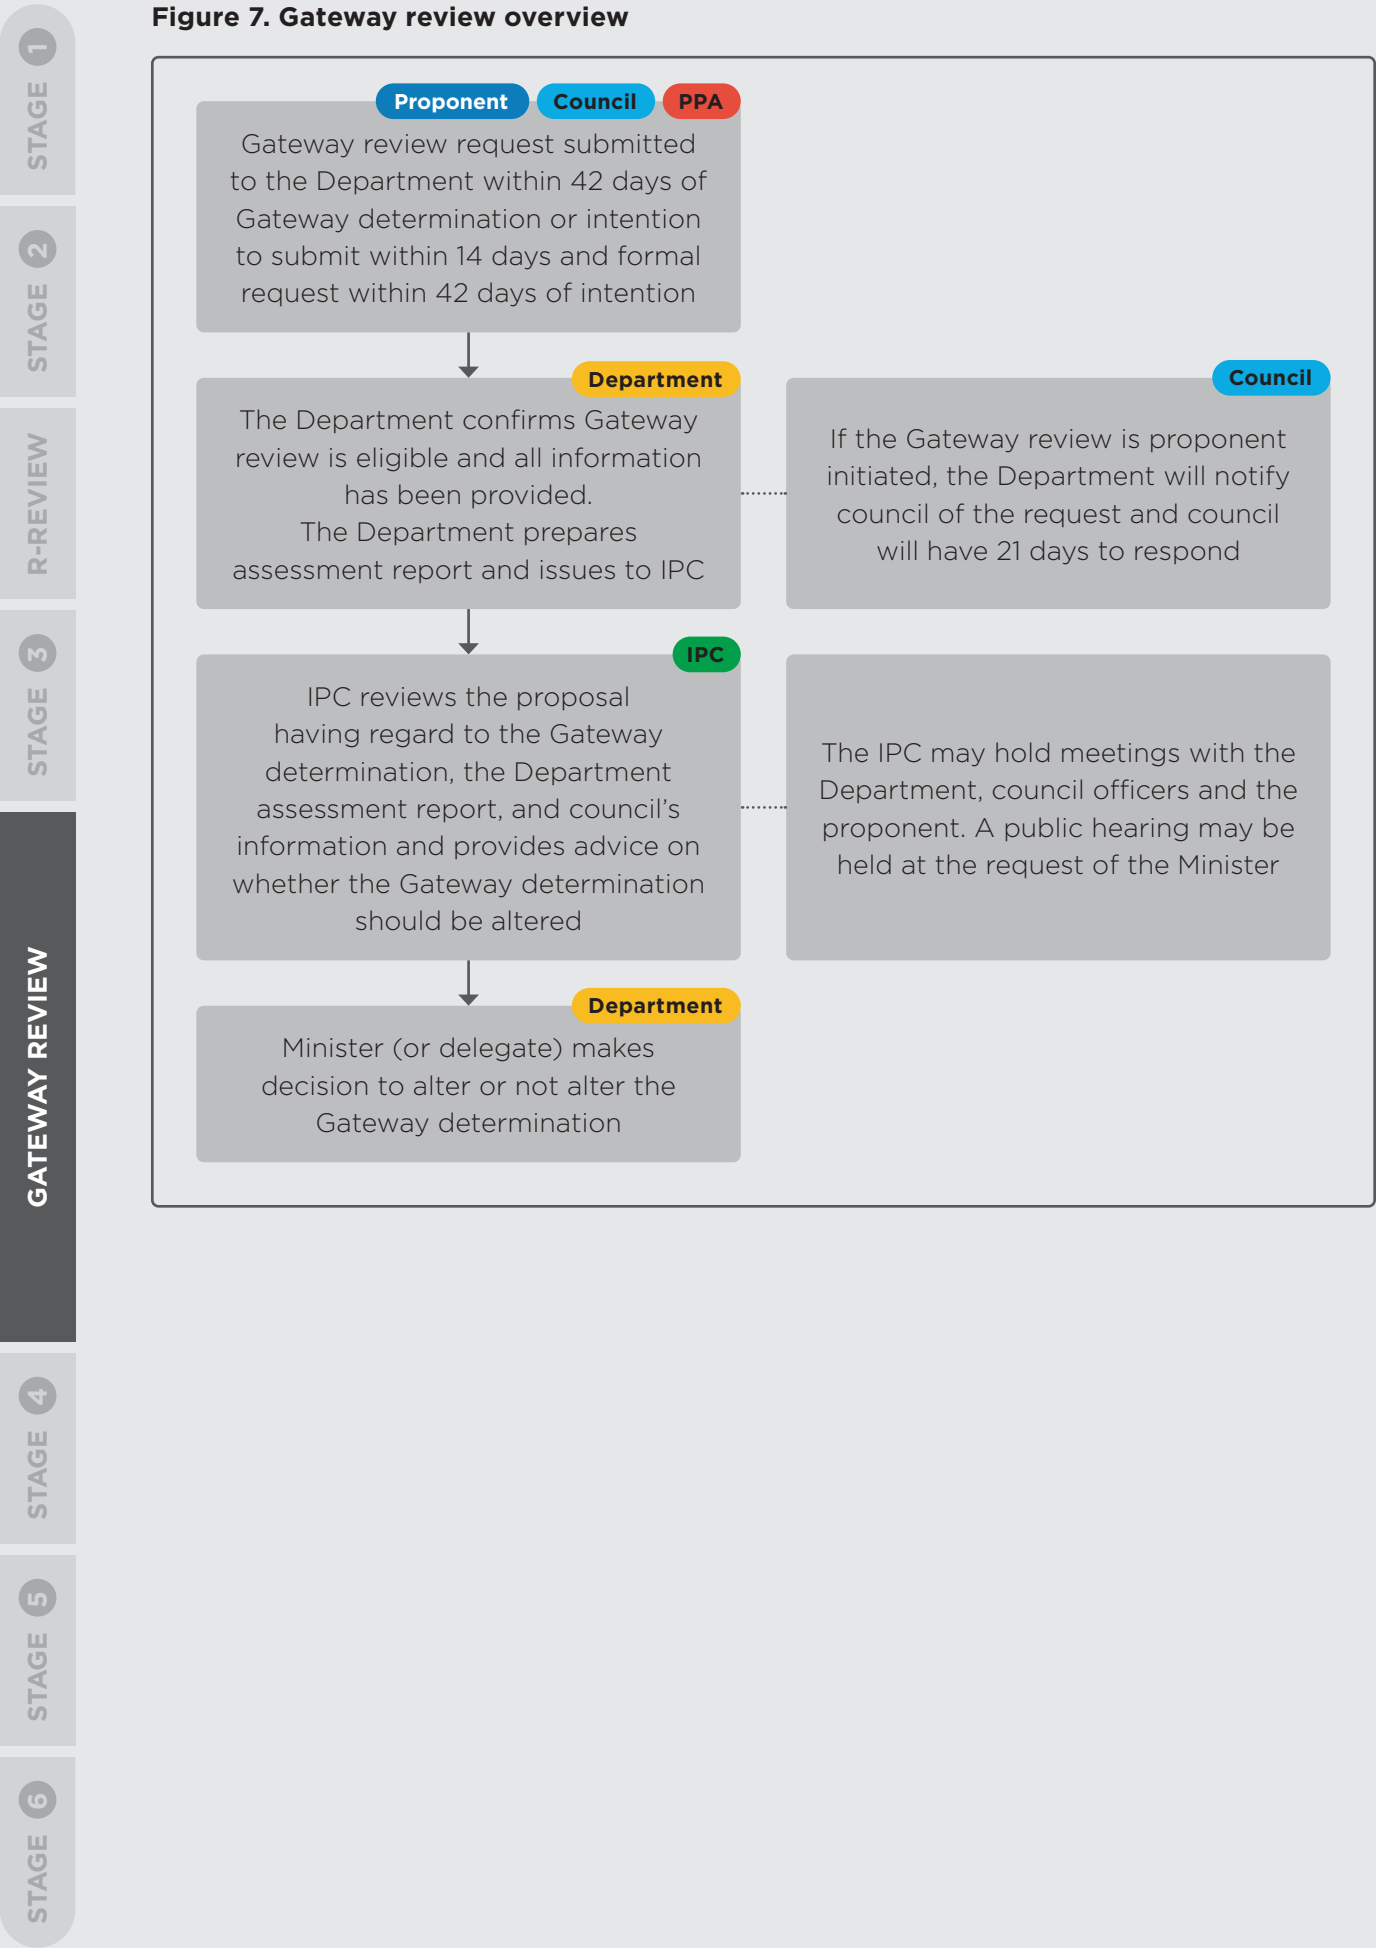 Figure 7. Gateway review overview
Proponent
Council
PPA
Gateway review request submitted
to the Department within 42 days of
Gateway determination or intention
to submit within 14 days and formal
request within 42 days of intention
Department
The Department confirms Gateway
review is eligible and all information
has been provided.
The Department prepares
assessment report and issues to IPC
Council
If the Gateway review is proponent
initiated, the Department will notify
council of the request and council
will have 21 days to respond
IPC
IPC reviews the proposal
having regard to the Gateway
determination, the Department
assessment report, and council’s
information and provides advice on
whether the Gateway determination
should be altered
The IPC may hold meetings with the
Department, council officers and the
proponent. A public hearing may be
held at the request of the Minister
Department
Minister (or delegate) makes
decision to alter or not alter the
Gateway determination
STAGE 1
STAGE 2
R-REVIEW
STAGE 3
GATEWAY REVIEW
STAGE 4
STAGE 5
STAGE 6